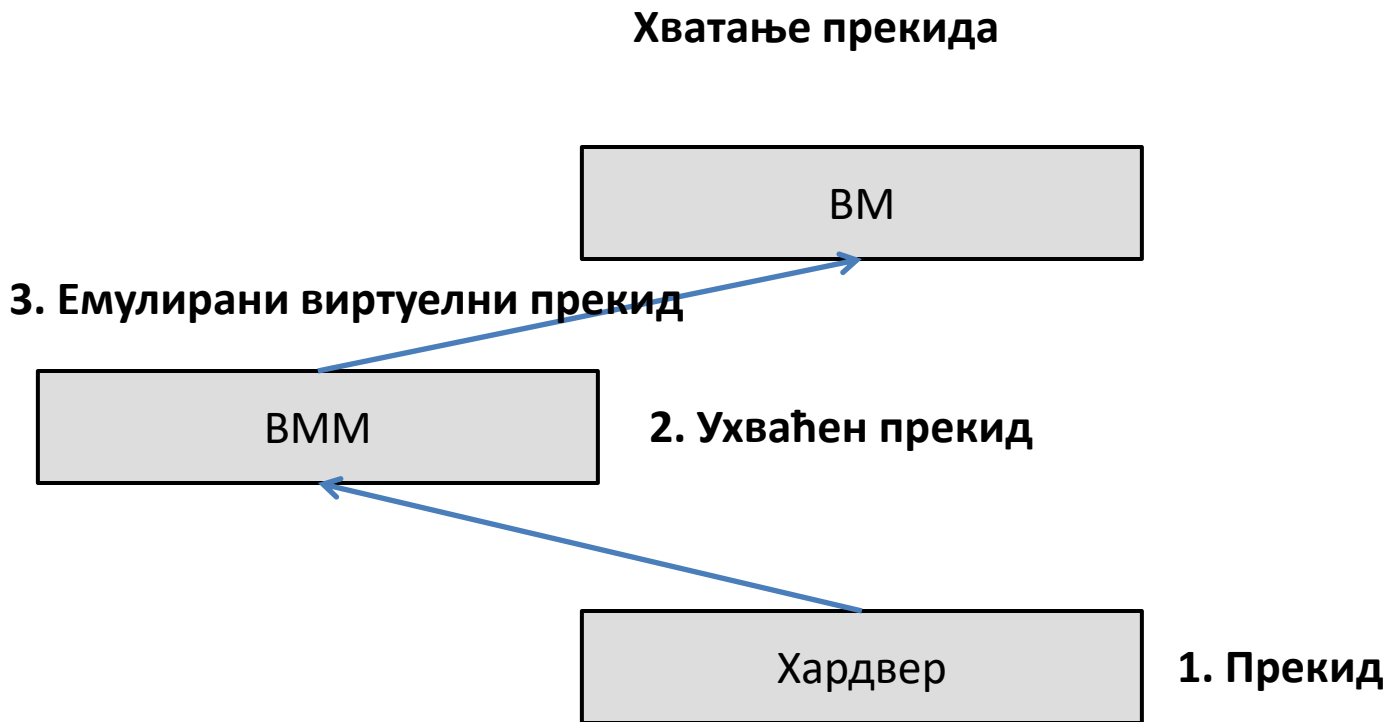 Хватање прекида
ВМ
3. Емулирани виртуелни прекид
ВММ
2. Ухваћен прекид
Хардвер
1. Прекид